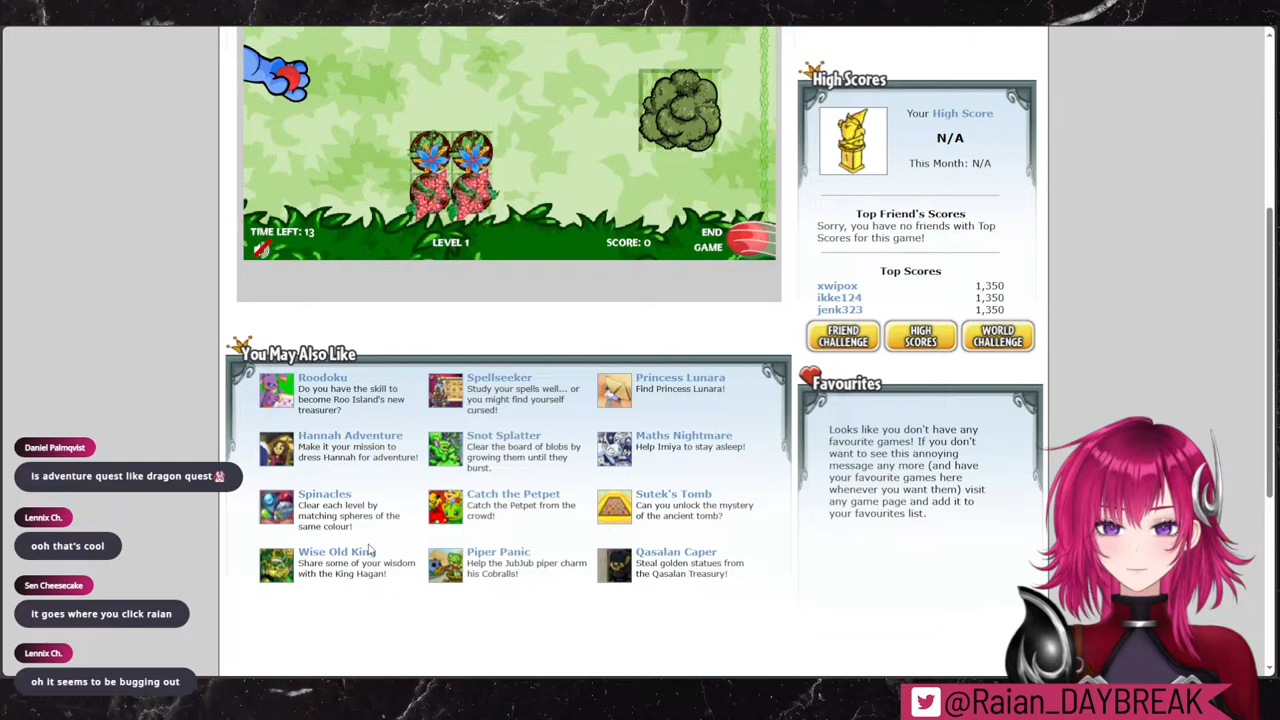 TIME LEFT: 13
LEVEL 1
SCORE: 0
END
GAME
High Scores
Your High Score
N/A
This Month: N/A
Top Friend's Scores
Sorry, you have no friends with Top
Scores for this game!
Top Scores
xwipox 1,350
ikke124 1,350
jenk323 1,350
FRIEND
CHALLENGE
HIGH
SCORES
WORLD
CHALLENGE
You May Also Like
Roodoku
Do you have the skill to
become Roo Island's new
treasurer?
Spellseeker
Study your spells well... or
you might find yourself
cursed!
Princess Lunara
Find Princess Lunara!
Hannah Adventure
Make it your mission to
dress Hannah for adventure!
Snot Splatter
Clear the board of blobs by
growing them until they
burst.
Maths Nightmare
Help Imiya to stay asleep!
Spinacles
Clear each level by
matching spheres of the
same colour!
Catch the Petpet
Catch the Petpet from the
crowd!
Sutek's Tomb
Can you unlock the mystery
of the ancient tomb?
Wise Old King
Share some of your wisdom
with the King Hagan!
Piper Panic
Help the JubJub piper charm
his Cobralls!
Qasalan Caper
Steal golden statues from
the Qasalan Treasury!
Favourites
Looks like you don't have any
favourite games! If you don't
want to see this annoying
message any more (and have
your favourite games here
whenever you want them) visit
any game page and add it to
your favourites list.
Daniel Palmqvist
is adventure quest like dragon quest
Lennix Ch.
ooh that's cool
Sen Cheesecake
It goes where you click raian
Lennix Ch.
oh it seems to be bugging out
@Raian_DAYBREAK